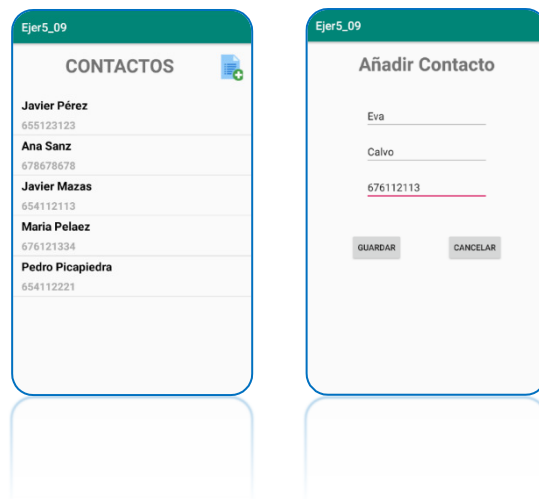 Ejer5_09
CONTACTOS
Javier Pérez
655123123
Ana Sanz
678678678
Javier Mazas
654112113
Maria Pelaez
676121334
Pedro Picapiedra
654112221
Ejer5_09
Añadir Contacto
Eva
Calvo
676112113
GUARDAR CANCELAR